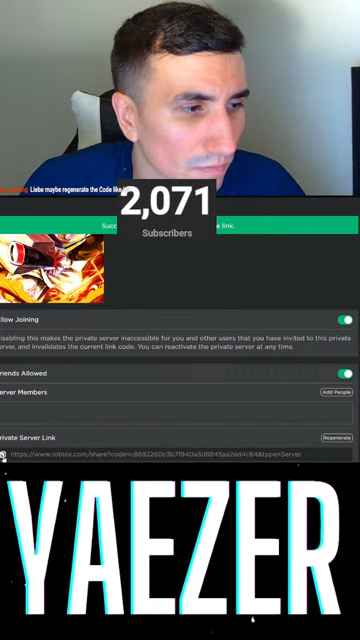 Liebe maybe regenerate the Code like
2,071
Subscribers
Succ
e link.
llow Joining
isabling this makes the private server inaccessible for you and other users that you have invited to this private
erver, and invalidates the current link code. You can reactivate the private server at any time.
riends Allowed
erver Members
Add People
rivate Server Link
Regenerate
https://www.roblox.com/share?code=c8692260c3b7f940a3d8845aa2ed4c64&type=Server
YAEZER